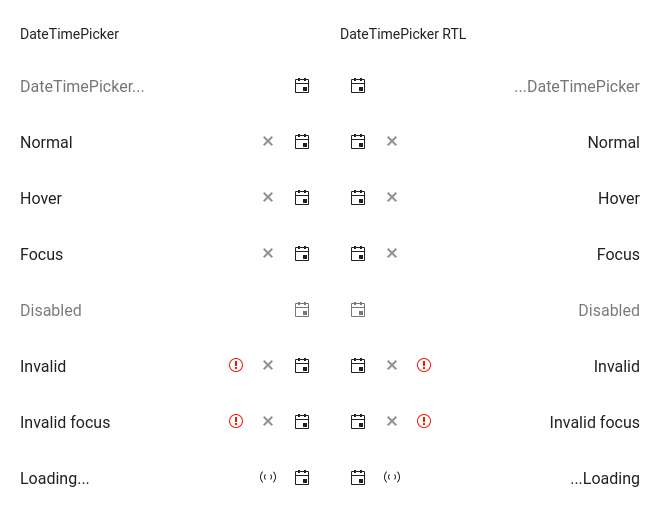 DateTimePicker DateTimePicker RTL
DateTimePicker... ...DateTimePicker
Normal Normal
Hover Hover
Focus Focus
Disabled Disabled
Invalid Invalid
Invalid focus Invalid focus
Loading... ...Loading